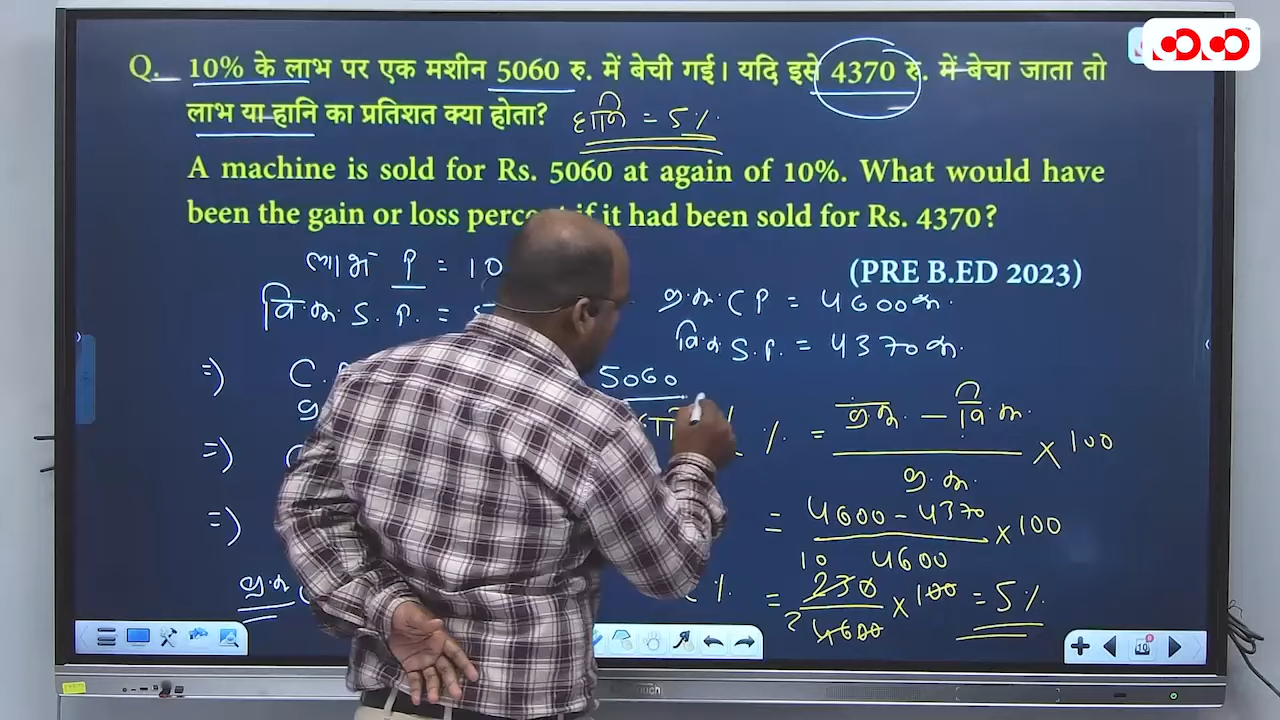 Q. 10% के लाभ पर एक मशीन 5060 रु. में बेची गई। यदि इसे 4370 रु. में बेचा जाता तो
लाभ या हानि का प्रतिशत क्या होता? हानि = 5%
A machine is sold for Rs. 5060 at again of 10%. What would have
been the gain or loss if it had been sold for Rs. 4370?
(PRE B.ED 2023)
लाभ P = 10
वि.मू. S. P. =
क्र.मू. C P = 4600रू.
वि.मू S.P. = 4370रू.
=) C.
5060
% = क्र.मू. – वि.मू. × 100
क्र.मू.
=)
=)
= 4600 – 4370 × 100
10 4600
= 230 × 100 = 5%
2 4600
क्र.मू
%